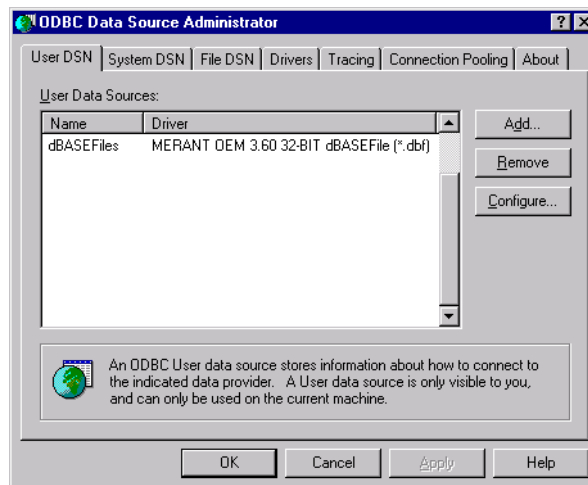 ODBC Data Source Administrator
User DSN System DSN File DSN Drivers Tracing Connection Pooling About
User Data Sources:
Name Driver
dBASEFiles MERANT OEM 3.60 32-BIT dBASEFile (*.dbf)
Add...
Remove
Configure...
An ODBC User data source stores information about how to connect to
the indicated data provider. A User data source is only visible to you,
and can only be used on the current machine.
OK Cancel Apply Help